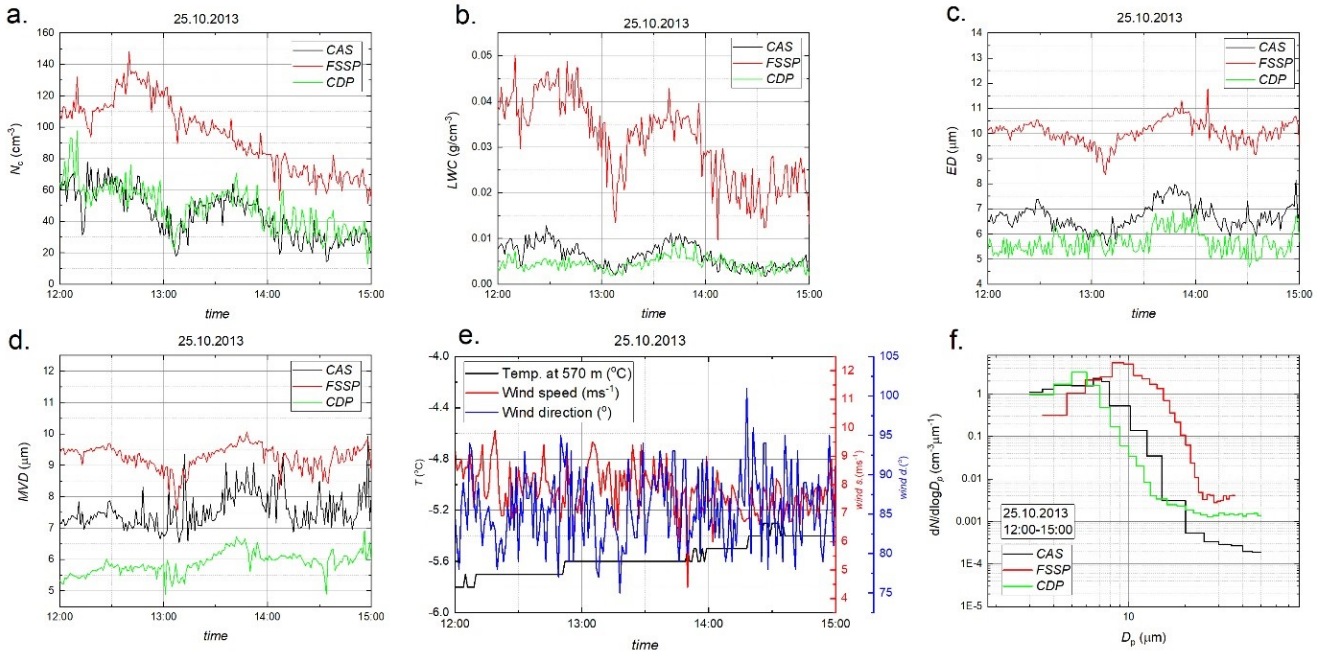 a.
25.10.2013
160
140
120
100
80
60
40
20
0
N_c (cm⁻³)
CAS
FSSP
CDP
12:00 13:00 14:00 15:00
time
b.
25.10.2013
0.05
0.04
0.03
0.02
0.01
0.00
LWC (g/cm⁻³)
CAS
FSSP
CDP
12:00 13:00 14:00 15:00
time
c.
25.10.2013
14
13
12
11
10
9
8
7
6
5
4
ED (µm)
CAS
FSSP
CDP
12:00 13:00 14:00 15:00
time
d.
25.10.2013
11
10
9
8
7
6
5
MVD (µm)
CAS
FSSP
CDP
12:00 13:00 14:00 15:00
time
e.
25.10.2013
-4.0
-4.4
-4.8
-5.2
-5.6
-6.0
T (°C)
Temp. at 570 m (°C)
Wind speed (ms⁻¹)
Wind direction (°)
12
11
10
9
8
7
6
5
4
wind s.(ms⁻¹)
105
100
95
90
85
80
75
wind d.(°)
12:00 13:00 14:00 15:00
time
f.
1
0.1
0.01
0.001
1E-4
1E-5
dN/dlogD_p (cm⁻³µm⁻¹)
25.10.2013
12:00-15:00
CAS
FSSP
CDP
10
D_p (µm)